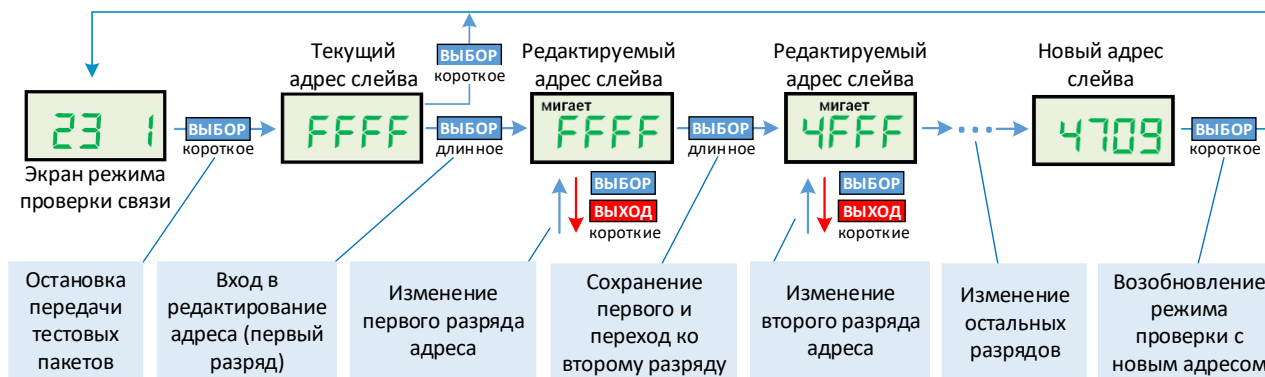 Текущий
адрес слейва
ВЫБОР
короткое
Редактируемый
адрес слейва
Редактируемый
адрес слейва
Новый адрес
слейва
23 1
ВЫБОР
короткое
FFFF
ВЫБОР
длинное
мигает
FFFF
ВЫБОР
длинное
мигает
4FFF
4709
ВЫБОР
короткое
Экран режима
проверки связи
ВЫБОР
ВЫХОД
короткие
ВЫБОР
ВЫХОД
короткие
Остановка
передачи
тестовых
пакетов
Вход в
редактирование
адреса (первый
разряд)
Изменение
первого разряда
адреса
Сохранение
первого и
переход ко
второму разряду
Изменение
второго разряда
адреса
Изменение
остальных
разрядов
Возобновление
режима
проверки с
новым адресом